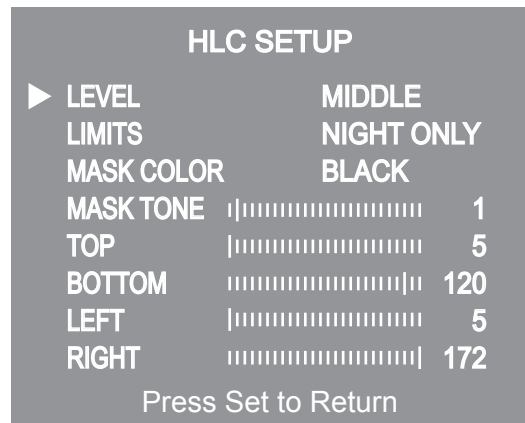 HLC SETUP
LEVEL MIDDLE
LIMITS NIGHT ONLY
MASK COLOR BLACK
MASK TONE 1
TOP 5
BOTTOM 120
LEFT 5
RIGHT 172
Press Set to Return